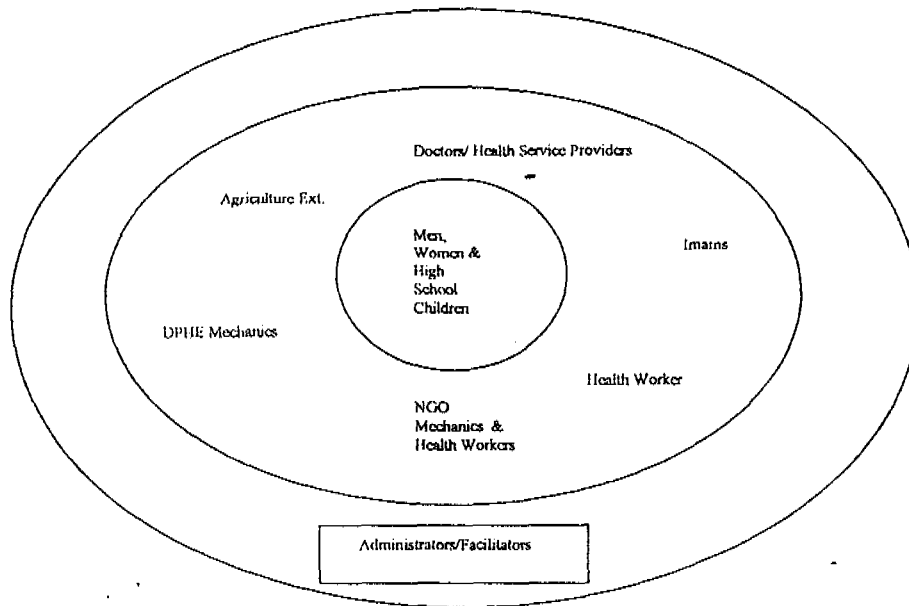 Doctors/ Health Service Providers
Agriculture Ext.
Men,
Women &
High
School
Children
Imams
DPHE Mechanics
Health Worker
NGO
Mechanics &
Health Workers
Administrators/Facilitators